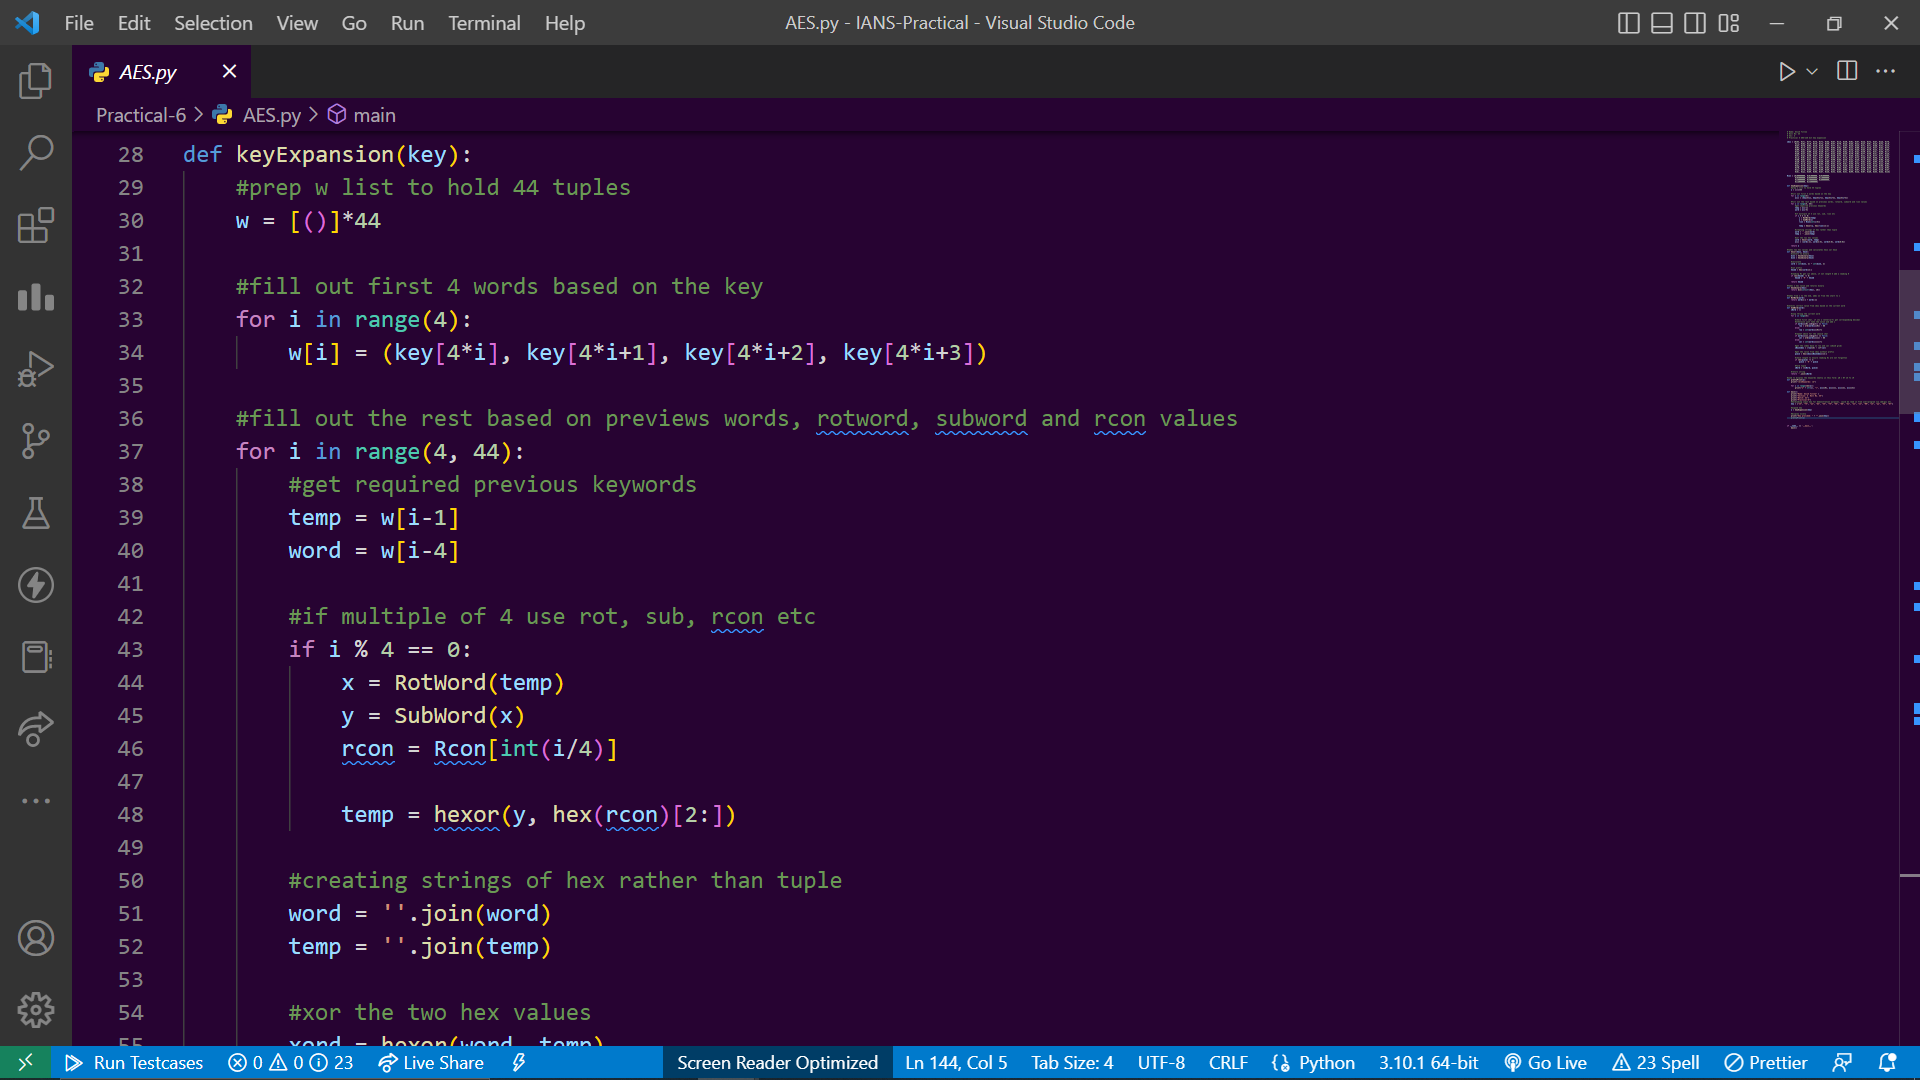 File Edit Selection View Go Run Terminal Help AES.py - IANS-Practical - Visual Studio Code
AES.py
Practical-6 > AES.py > main
28 def keyExpansion(key):
29 #prep w list to hold 44 tuples
30 w = [()]*44
31
32 #fill out first 4 words based on the key
33 for i in range(4):
34 w[i] = (key[4*i], key[4*i+1], key[4*i+2], key[4*i+3])
35
36 #fill out the rest based on previews words, rotword, subword and rcon values
37 for i in range(4, 44):
38 #get required previous keywords
39 temp = w[i-1]
40 word = w[i-4]
41
42 #if multiple of 4 use rot, sub, rcon etc
43 if i % 4 == 0:
44 x = RotWord(temp)
45 y = SubWord(x)
46 rcon = Rcon[int(i/4)]
47
48 temp = hexor(y, hex(rcon)[2:])
49
50 #creating strings of hex rather than tuple
51 word = ''.join(word)
52 temp = ''.join(temp)
53
54 #xor the two hex values
55 xord = hexor(word, temp)
Run Testcases 0 0 23 Live Share Screen Reader Optimized Ln 144, Col 5 Tab Size: 4 UTF-8 CRLF Python 3.10.1 64-bit Go Live 23 Spell Prettier